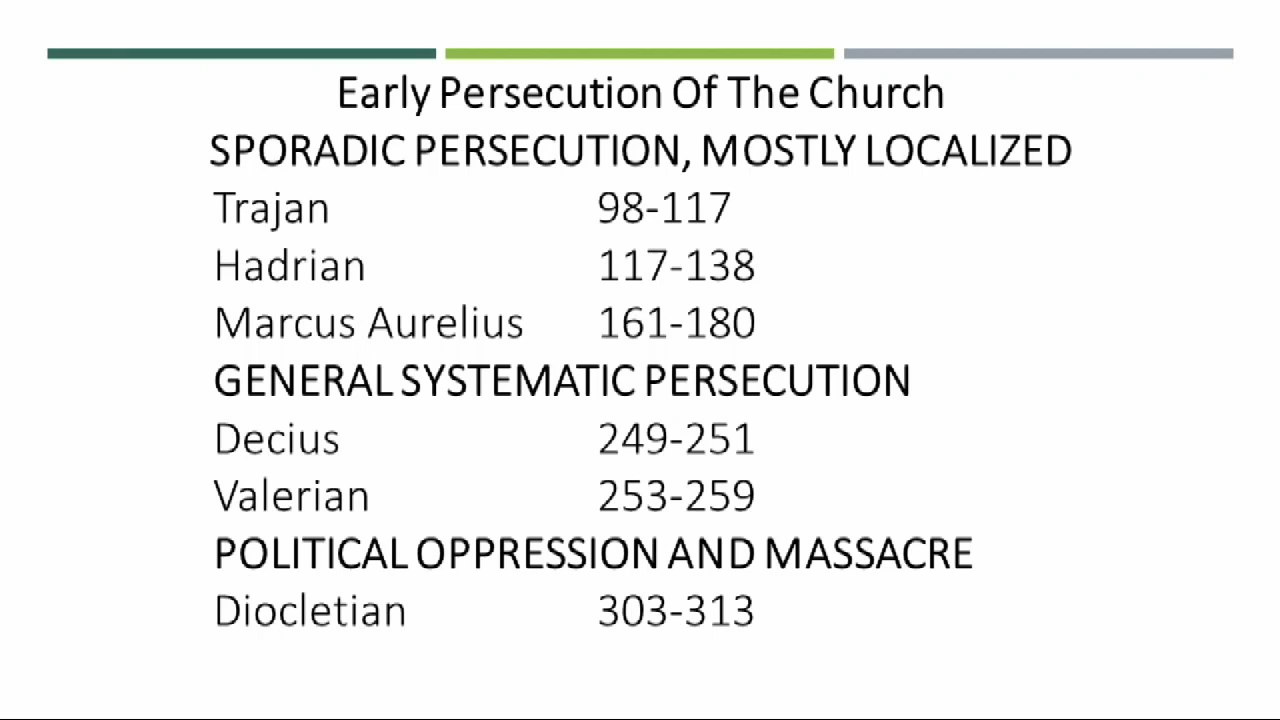 Early Persecution Of The Church
SPORADIC PERSECUTION, MOSTLY LOCALIZED
Trajan 98-117
Hadrian 117-138
Marcus Aurelius 161-180
GENERAL SYSTEMATIC PERSECUTION
Decius 249-251
Valerian 253-259
POLITICAL OPPRESSION AND MASSACRE
Diocletian 303-313